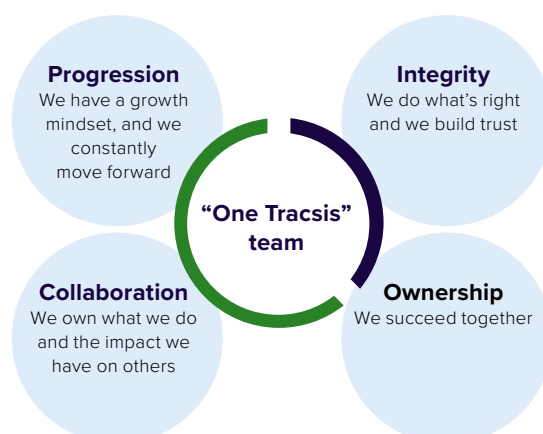 Progression
We have a growth
mindset, and we
constantly
move forward
Integrity
We do what's right
and we build trust
“One Tracsis”
team
Collaboration
We own what we do
and the impact we
have on others
Ownership
We succeed together